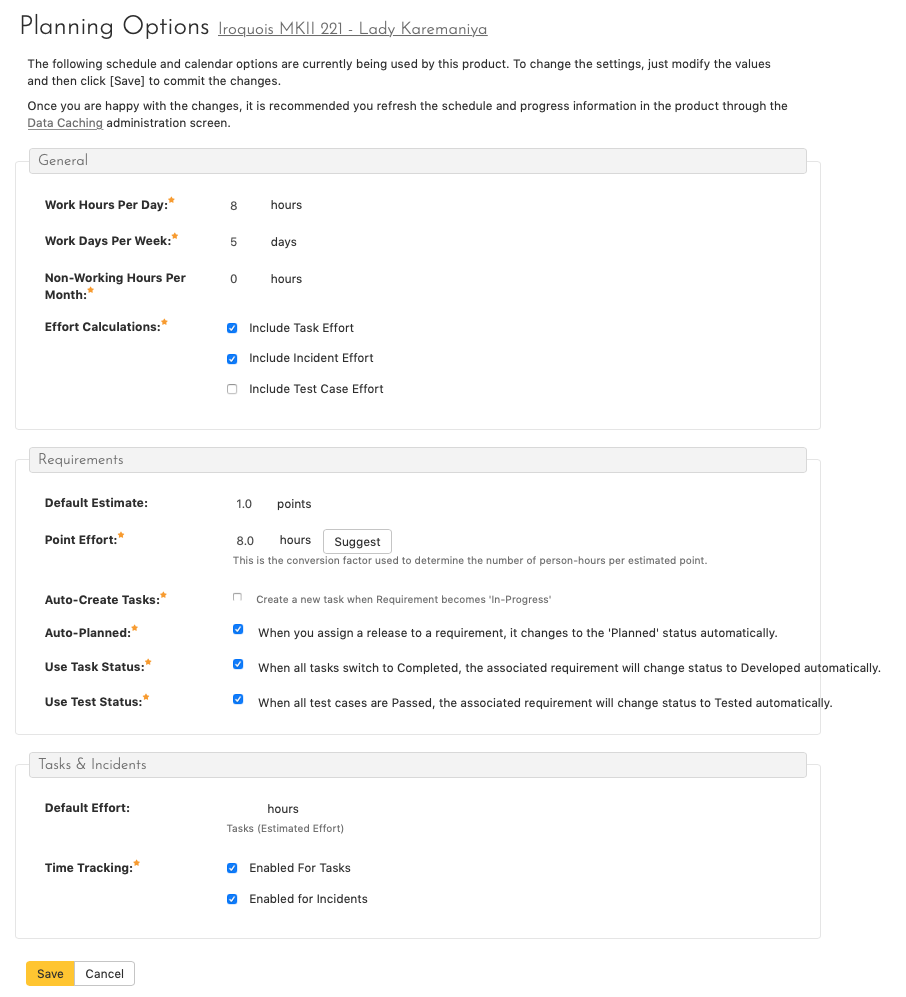 Planning Options Iroquois MKII 221 - Lady Karemaniya
The following schedule and calendar options are currently being used by this product. To change the settings, just modify the values
and then click [Save] to commit the changes.
Once you are happy with the changes, it is recommended you refresh the schedule and progress information in the product through the
Data Caching administration screen.
General
Work Hours Per Day:* 8 hours
Work Days Per Week:* 5 days
Non-Working Hours Per
Month:* 0 hours
Effort Calculations:* Include Task Effort
Include Incident Effort
Include Test Case Effort
Requirements
Default Estimate: 1.0 points
Point Effort:* 8.0 hours Suggest
This is the conversion factor used to determine the number of person-hours per estimated point.
Auto-Create Tasks:* Create a new task when Requirement becomes 'In-Progress'
Auto-Planned:* When you assign a release to a requirement, it changes to the 'Planned' status automatically.
Use Task Status:* When all tasks switch to Completed, the associated requirement will change status to Developed automatically.
Use Test Status:* When all test cases are Passed, the associated requirement will change status to Tested automatically.
Tasks & Incidents
Default Effort: hours
Tasks (Estimated Effort)
Time Tracking:* Enabled For Tasks
Enabled for Incidents
Save Cancel